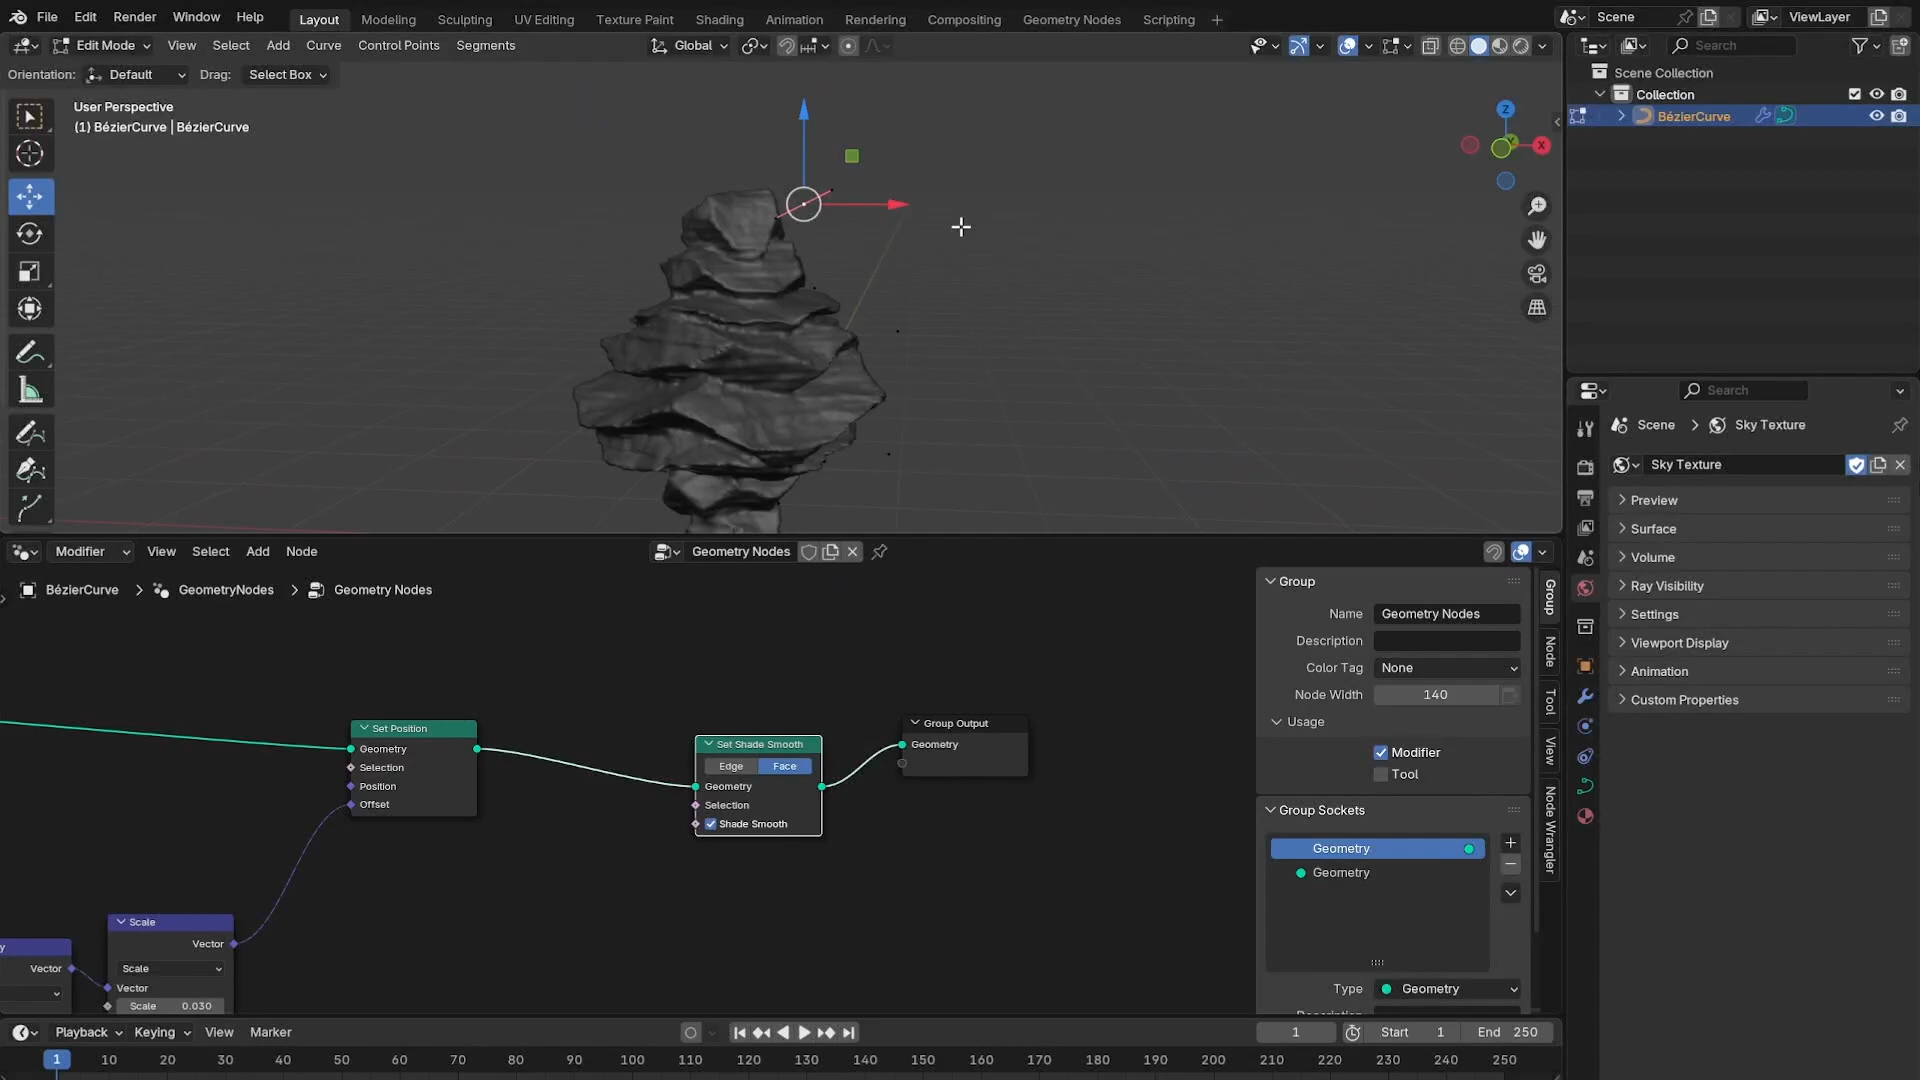 File Edit Render Window Help Layout Modeling Sculpting UV Editing Texture Paint Shading Animation Rendering Compositing Geometry Nodes Scripting + Scene ViewLayer
Edit Mode View Select Add Curve Control Points Segments Global Search
Orientation: Default Drag: Select Box
Scene Collection
Collection
BézierCurve
User Perspective
(1) BézierCurve | BézierCurve
Z
Y
X
Search
Scene > Sky Texture
Sky Texture
Preview
Surface
Volume
Ray Visibility
Settings
Viewport Display
Animation
Custom Properties
Modifier View Select Add Node Geometry Nodes
BézierCurve > GeometryNodes > Geometry Nodes
Set Position
Geometry
Selection
Position
Offset
Set Shade Smooth
Edge Face
Geometry
Selection
Shade Smooth
Group Output
Geometry
y
Vector
Scale
Vector
Scale
Vector
Scale 0.030
Group
Name Geometry Nodes
Description
Color Tag None
Node Width 140
Usage
Modifier
Tool
Group Sockets
Geometry
Geometry
Type Geometry
Group
Node
Tool
View
Node Wrangler
Playback Keying View Marker 1 Start 1 End 250
1 10 20 30 40 50 60 70 80 90 100 110 120 130 140 150 160 170 180 190 200 210 220 230 240 250